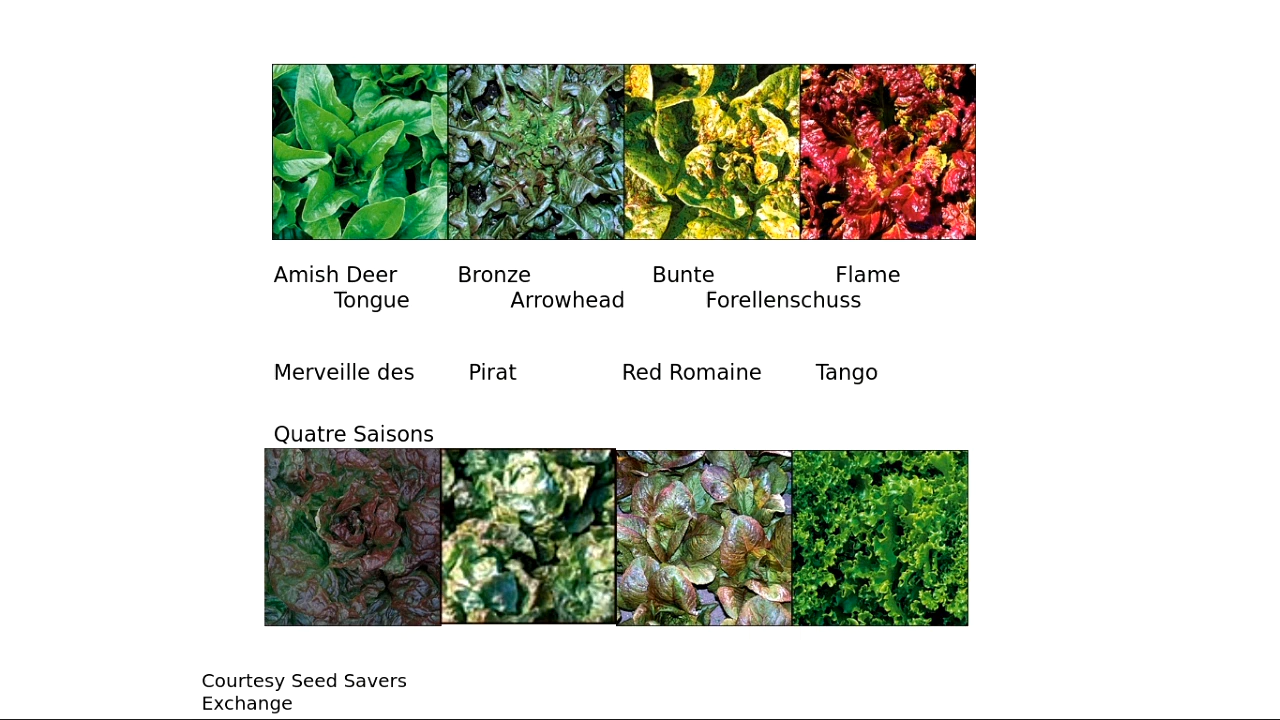 Amish Deer Bronze Bunte Flame
Tongue Arrowhead Forellenschuss
Merveille des Pirat Red Romaine Tango
Quatre Saisons
Courtesy Seed Savers
Exchange